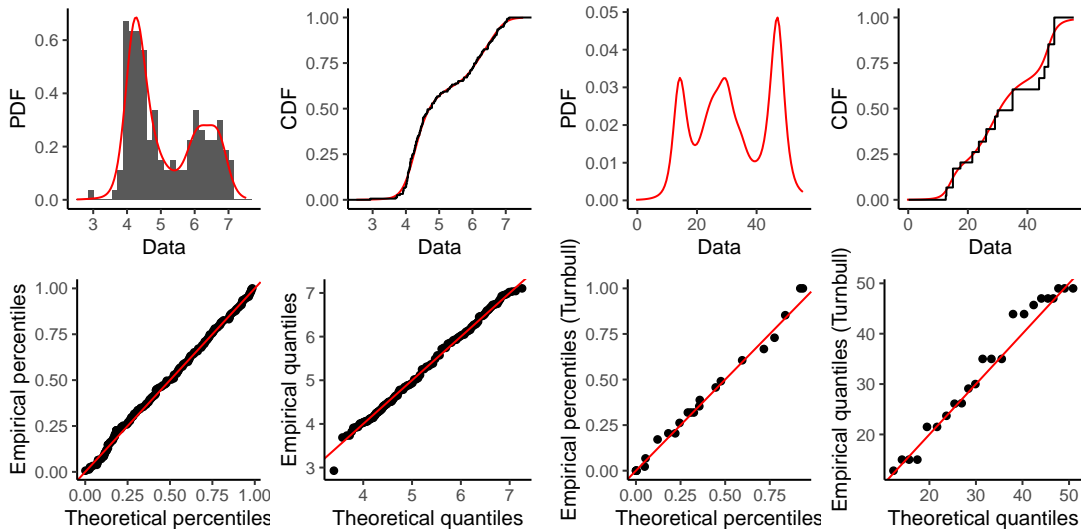 PDF
0.6
0.4
0.2
0.0
3 4 5 6 7
Data
CDF
1.00
0.75
0.50
0.25
0.00
3 4 5 6 7
Data
PDF
0.05
0.04
0.03
0.02
0.01
0.00
0 20 40
Data
CDF
1.00
0.75
0.50
0.25
0.00
0 20 40
Data
Empirical percentiles
1.00
0.75
0.50
0.25
0.00
0.00 0.25 0.50 0.75 1.00
Theoretical percentiles
Empirical quantiles
7
6
5
4
3
4 5 6 7
Theoretical quantiles
Empirical percentiles (Turnbull)
1.00
0.75
0.50
0.25
0.00
0.00 0.25 0.50 0.75
Theoretical percentiles
Empirical quantiles (Turnbull)
50
40
30
20
20 30 40 50
Theoretical quantiles